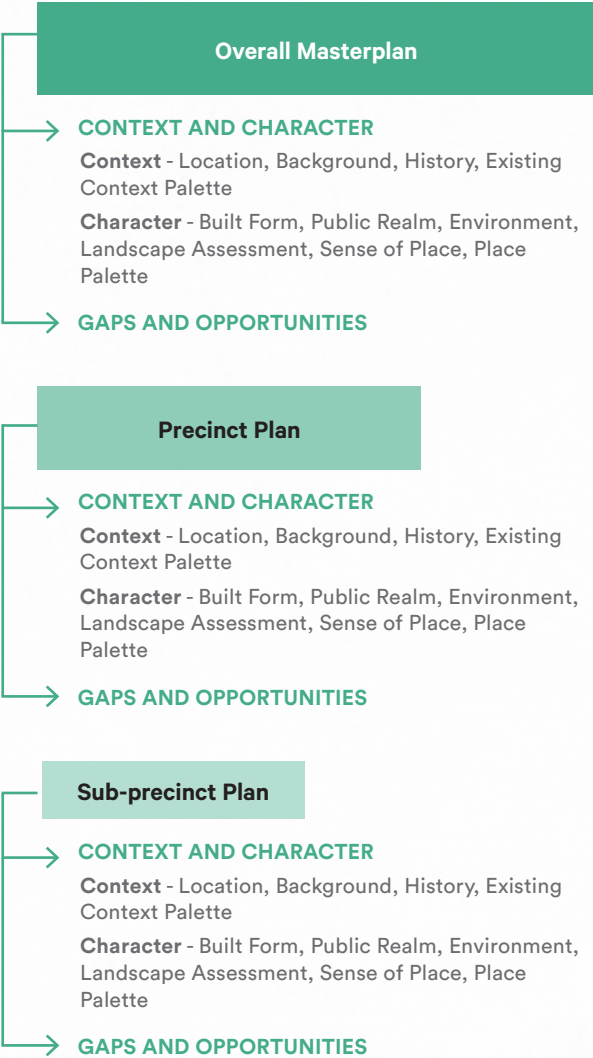 Overall Masterplan
CONTEXT AND CHARACTER
Context - Location, Background, History, Existing
Context Palette
Character - Built Form, Public Realm, Environment,
Landscape Assessment, Sense of Place, Place
Palette
GAPS AND OPPORTUNITIES
Precinct Plan
CONTEXT AND CHARACTER
Context - Location, Background, History, Existing
Context Palette
Character - Built Form, Public Realm, Environment,
Landscape Assessment, Sense of Place, Place
Palette
GAPS AND OPPORTUNITIES
Sub-precinct Plan
CONTEXT AND CHARACTER
Context - Location, Background, History, Existing
Context Palette
Character - Built Form, Public Realm, Environment,
Landscape Assessment, Sense of Place, Place
Palette
GAPS AND OPPORTUNITIES